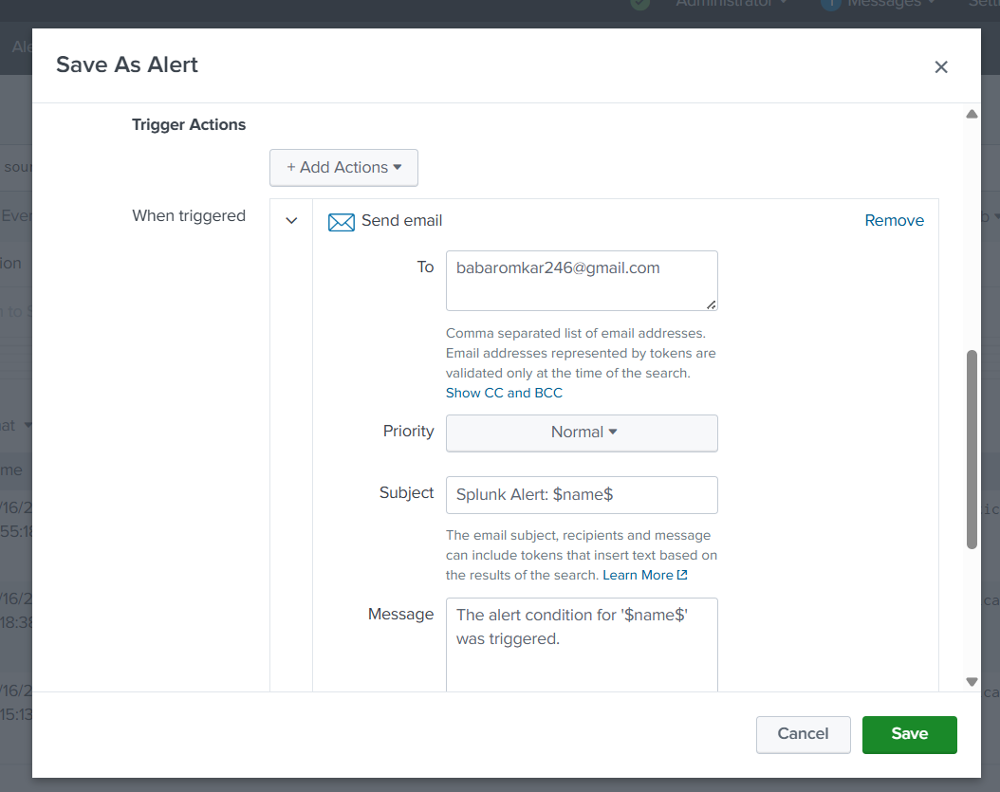 Administrator
Messages
Save As Alert
Trigger Actions
+ Add Actions
When triggered
Send email
Remove
To
babaromkar246@gmail.com
Comma separated list of email addresses.
Email addresses represented by tokens are
validated only at the time of the search.
Show CC and BCC
Priority
Normal
Subject
Splunk Alert: $name$
The email subject, recipients and message
can include tokens that insert text based on
the results of the search. Learn More
Message
The alert condition for '$name$'
was triggered.
Cancel
Save